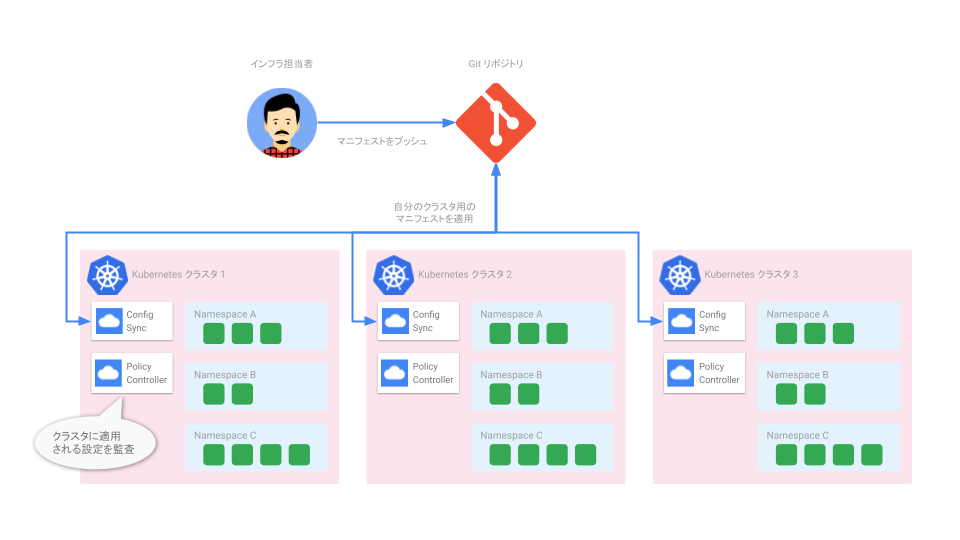 インフラ担当者
Git リポジトリ
マニフェストをプッシュ
自分のクラスタ用の
マニフェストを適用
Kubernetes クラスタ 1
Config
Sync
Policy
Controller
Namespace A
Namespace B
Namespace C
クラスタに適用
される設定を監査
Kubernetes クラスタ 2
Config
Sync
Policy
Controller
Namespace A
Namespace B
Namespace C
Kubernetes クラスタ 3
Config
Sync
Policy
Controller
Namespace A
Namespace B
Namespace C